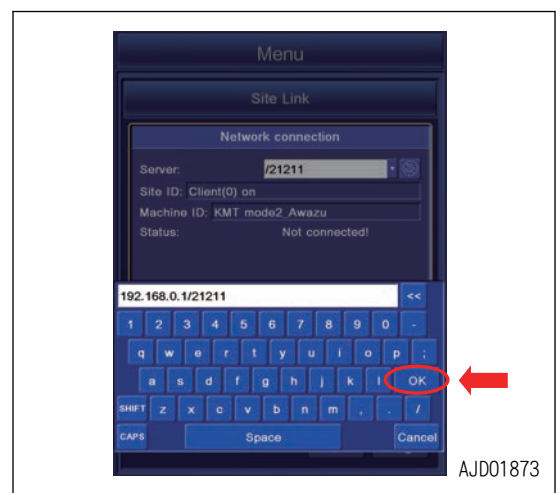 Menu
Site Link
Network connection
Server: /21211
Site ID: Client(0) on
Machine ID: KMT mode2_Awazu
Status: Not connected!
192.168.0.1/21211 <<
1 2 3 4 5 6 7 8 9 0 -
q w e r t y u i o p ;
a s d f g h j k l OK
SHIFT z x c v b n m , . /
CAPS Space Cancel
AJD01873